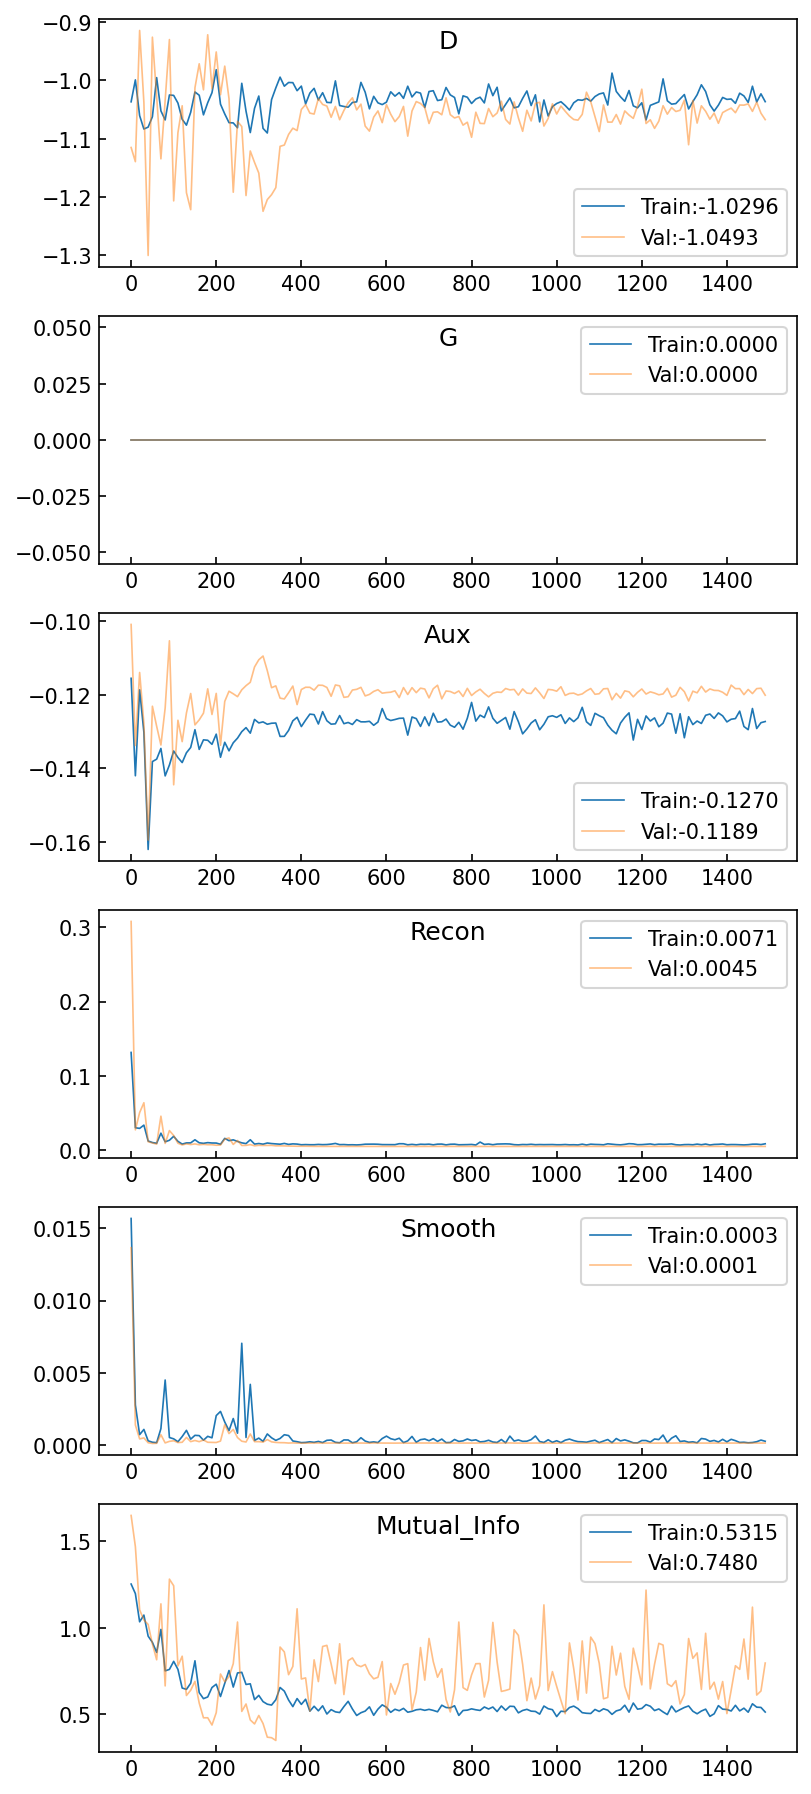 D
−0.9
−1.0
−1.1
−1.2
−1.3
Train:-1.0296
Val:-1.0493
0 200 400 600 800 1000 1200 1400
G
0.050
0.025
0.000
−0.025
−0.050
Train:0.0000
Val:0.0000
0 200 400 600 800 1000 1200 1400
Aux
−0.10
−0.12
−0.14
−0.16
Train:-0.1270
Val:-0.1189
0 200 400 600 800 1000 1200 1400
Recon
0.3
0.2
0.1
0.0
Train:0.0071
Val:0.0045
0 200 400 600 800 1000 1200 1400
Smooth
0.015
0.010
0.005
0.000
Train:0.0003
Val:0.0001
0 200 400 600 800 1000 1200 1400
Mutual_Info
1.5
1.0
0.5
Train:0.5315
Val:0.7480
0 200 400 600 800 1000 1200 1400